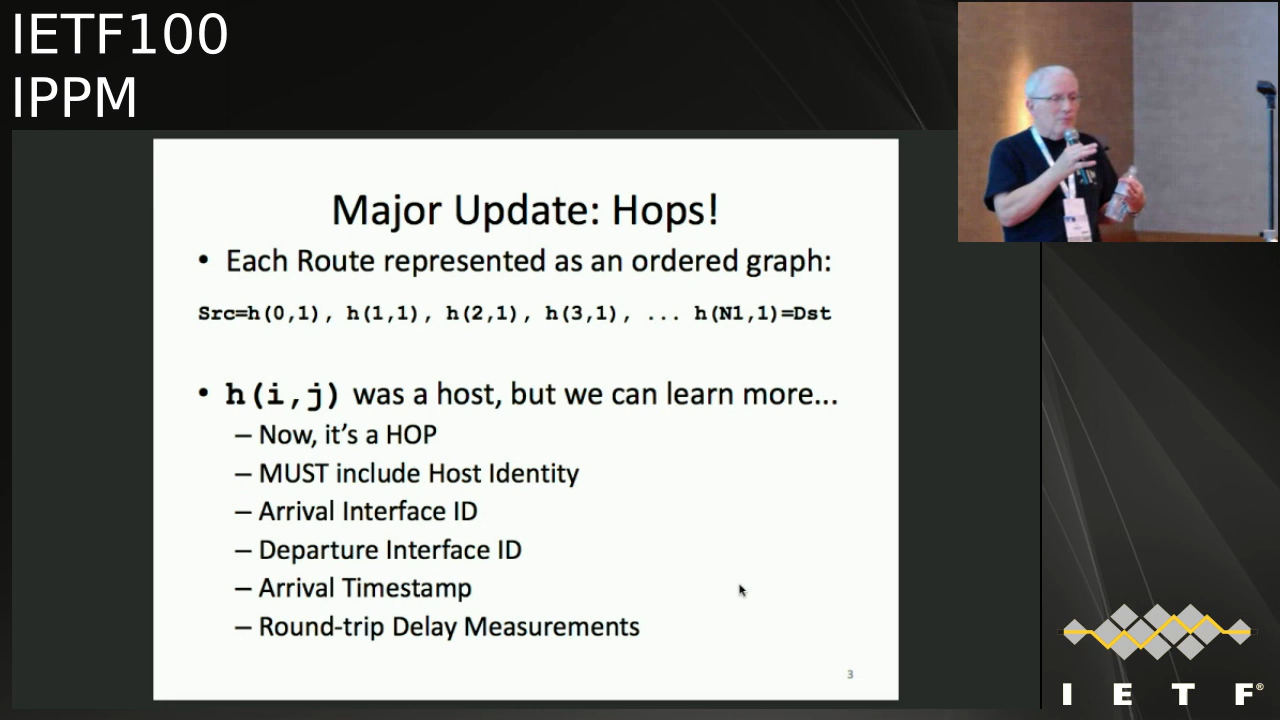 IETF100
IPPM
Major Update: Hops!
• Each Route represented as an ordered graph:
Src=h(0,1), h(1,1), h(2,1), h(3,1), ... h(N1,1)=Dst
• h(i,j) was a host, but we can learn more...
– Now, it's a HOP
– MUST include Host Identity
– Arrival Interface ID
– Departure Interface ID
– Arrival Timestamp
– Round-trip Delay Measurements
3
I E T F®